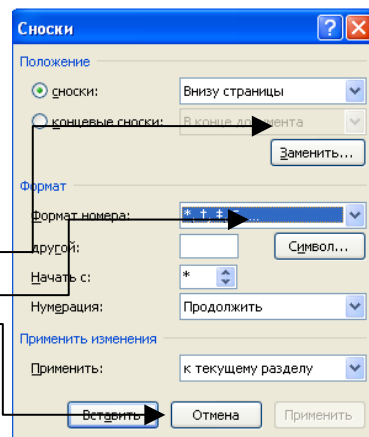 Сноски
Положение
сноски: Внизу страницы
концевые сноски: В конце документа
Заменить...
Формат
Формат номера: *, †, ‡, §, ...
другой: Символ...
Начать с: *
Нумерация: Продолжить
Применить изменения
Применить: к текущему разделу
Вставить Отмена Применить